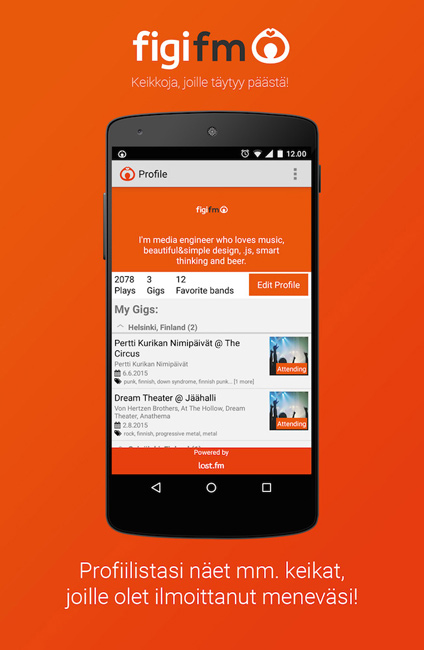 figifm
Keikkoja, joille täytyy päästä!
12.00
Profile
figifm
I'm media engineer who loves music,
beautiful&simple design, .js, smart
thinking and beer.
2078 3 12
Plays Gigs Favorite bands
Edit Profile
My Gigs:
Helsinki, Finland (2)
Pertti Kurikan Nimipäivät @ The
Circus
Pertti Kurikan Nimipäivät
6.6.2015
punk, finnish, down syndrome, finnish punk... [1 more]
Attending
Dream Theater @ Jäähalli
Von Hertzen Brothers, At The Hollow, Dream
Theater, Anathema
2.8.2015
rock, finnish, progressive metal, metal
Attending
Powered by
last.fm
Profiilistasi näet mm. keikat,
joille olet ilmoittanut meneväsi!